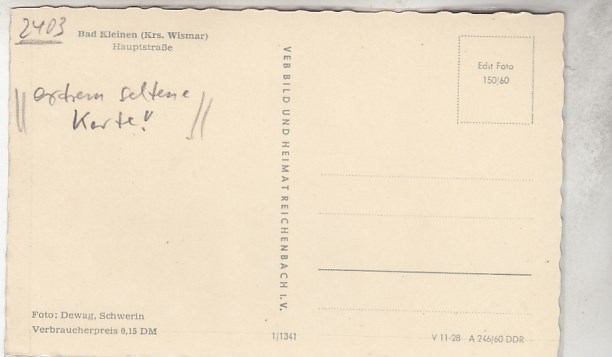 2403
Bad Kleinen (Krs. Wismar)
Hauptstraße
extrem seltene
Karte!
VEB BILD UND HEIMAT REICHENBACH I.V.
Edit Foto
150/60
Foto: Dewag, Schwerin
Verbraucherpreis 0,15 DM
1/1341
V 11-28 A 246/60 DDR